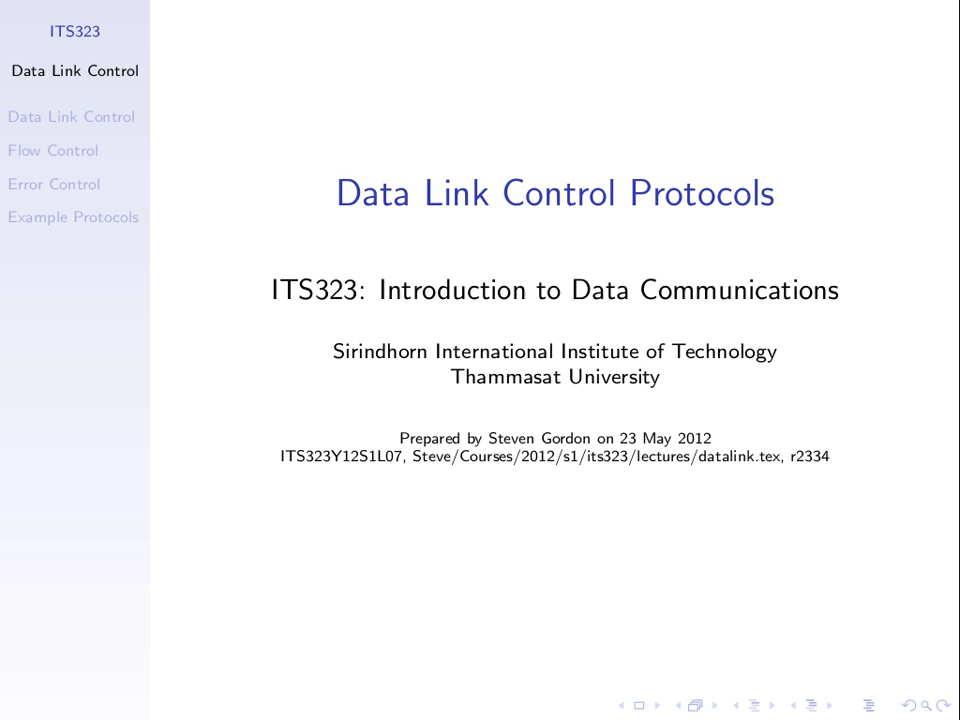 ITS323
Data Link Control
Data Link Control
Flow Control
Error Control
Example Protocols
Data Link Control Protocols
ITS323: Introduction to Data Communications
Sirindhorn International Institute of Technology
Thammasat University
Prepared by Steven Gordon on 23 May 2012
ITS323Y12S1L07, Steve/Courses/2012/s1/its323/lectures/datalink.tex, r2334